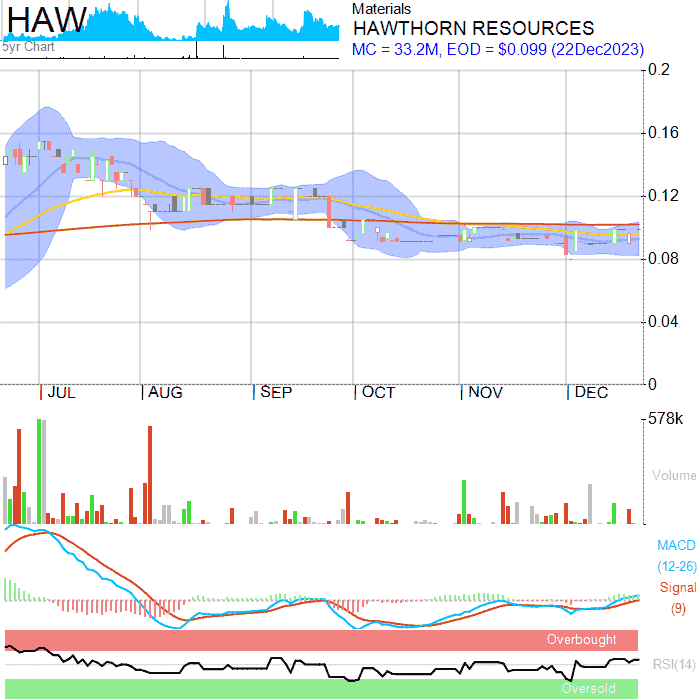 HAW
5yr Chart
Materials
HAWTHORN RESOURCES
MC = 33.2M, EOD = $0.099 (22Dec2023)
0.2
0.16
0.12
0.08
0.04
0
JUL AUG SEP OCT NOV DEC
578k
Volume
MACD
(12-26)
Signal
(9)
Overbought
RSI(14)
Oversold